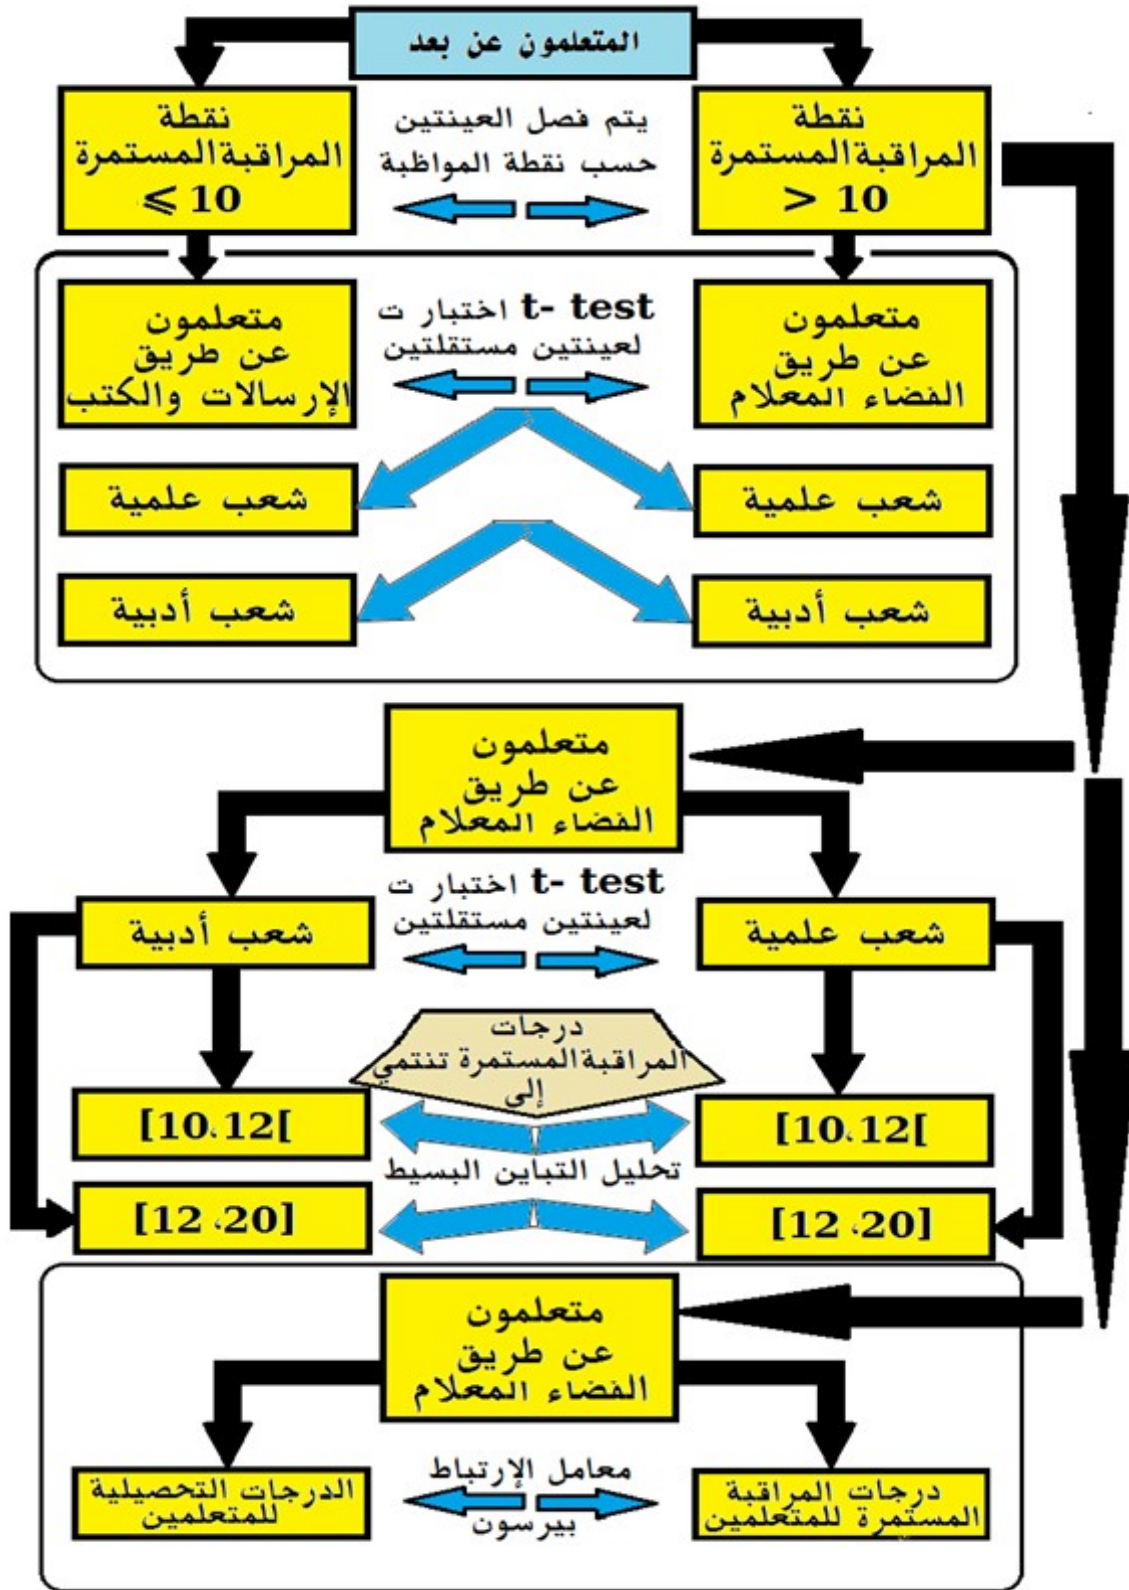 المتعلمون عن بعد
نقطة
المراقبة المستمرة
> 10
يتم فصل العينتين
حسب نقطة المواظبة
نقطة
المراقبة المستمرة
⩽ 10
متعلمون
عن طريق
الفضاء المعلام
t- test اختبار ت
لعينتين مستقلتين
متعلمون
عن طريق
الإرسالات والكتب
شعب علمية
شعب علمية
شعب أدبية
شعب أدبية
متعلمون
عن طريق
الفضاء المعلام
t- test اختبار ت
لعينتين مستقلتين
شعب علمية
شعب أدبية
درجات
المراقبة المستمرة تنتمي
إلى
[10،12[
[10،12[
تحليل التباين البسيط
[12 ،20]
[12 ،20]
متعلمون
عن طريق
الفضاء المعلام
درجات المراقبة
المستمرة للمتعلمين
معامل الإرتباط
بيرسون
الدرجات التحصيلية
للمتعلمين